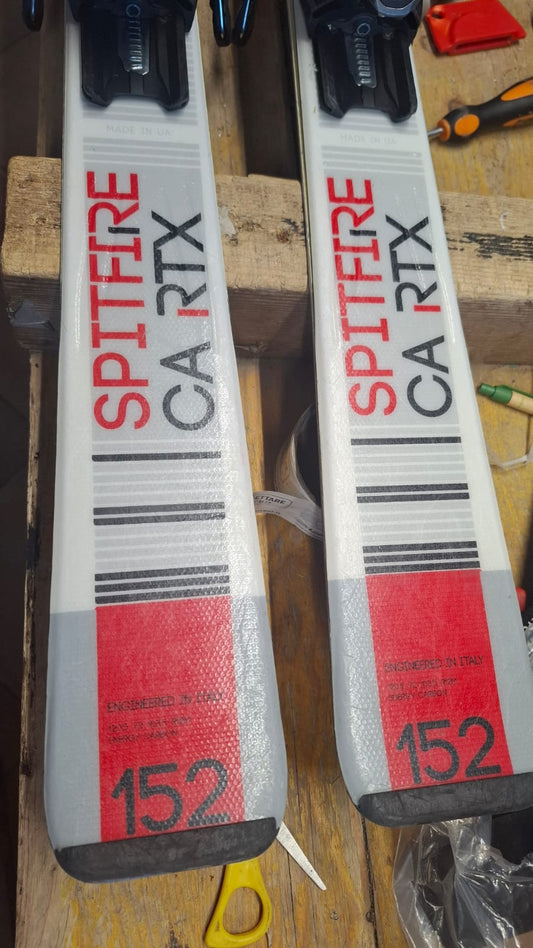 MADE IN UA
SPITFIRE
CA RTX
ENGINEERED IN ITALY
152
MADE IN UA
SPITFIRE
CA RTX
ENGINEERED IN ITALY
152